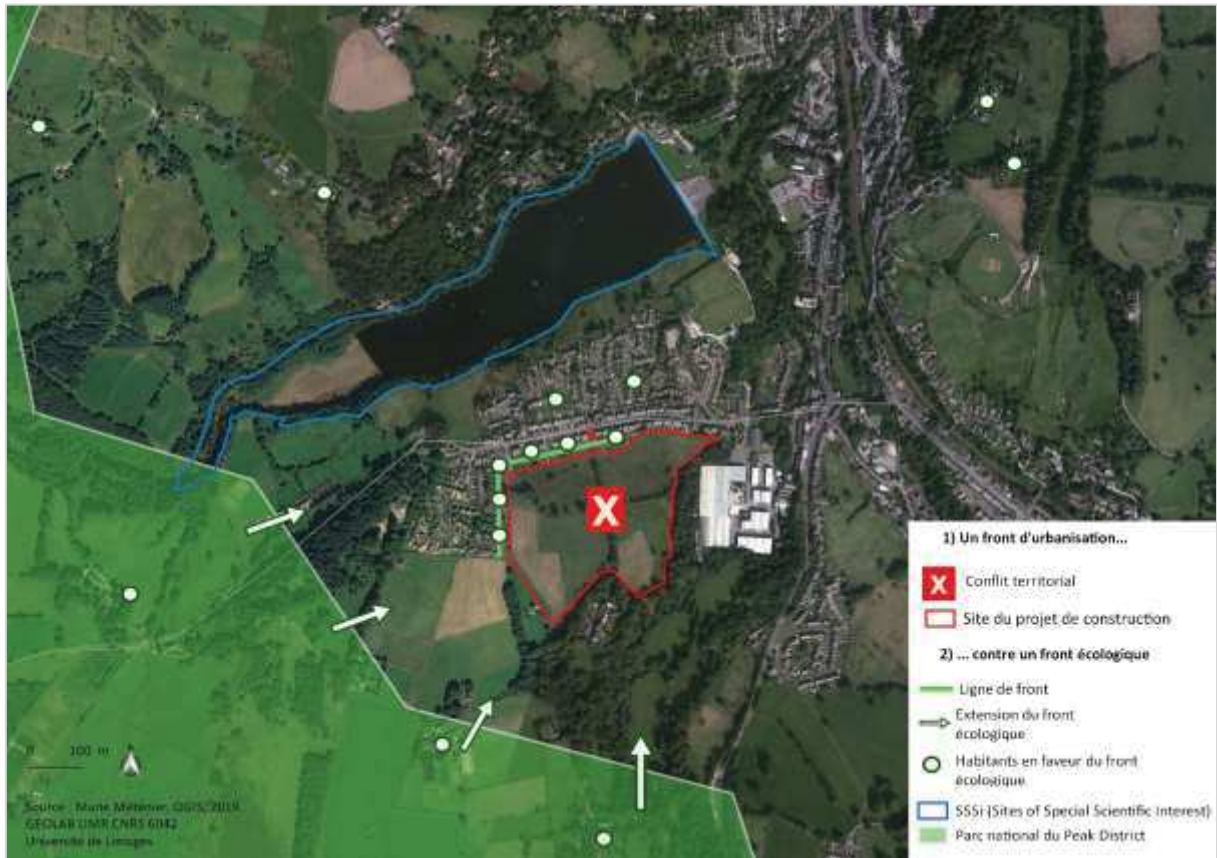 1) Un front d'urbanisation...
X
X Conflit territorial
Site du projet de construction
2) ... contre un front écologique
Ligne de front
Extension du front
écologique
Habitants en faveur du front
écologique
SSSI (Sites of Special Scientific Interest)
Parc national du Peak District
0 100 m
Source : Marie Méténier, QGIS, 2019
GEOLAB UMR CNRS 6042
Université de Limoges